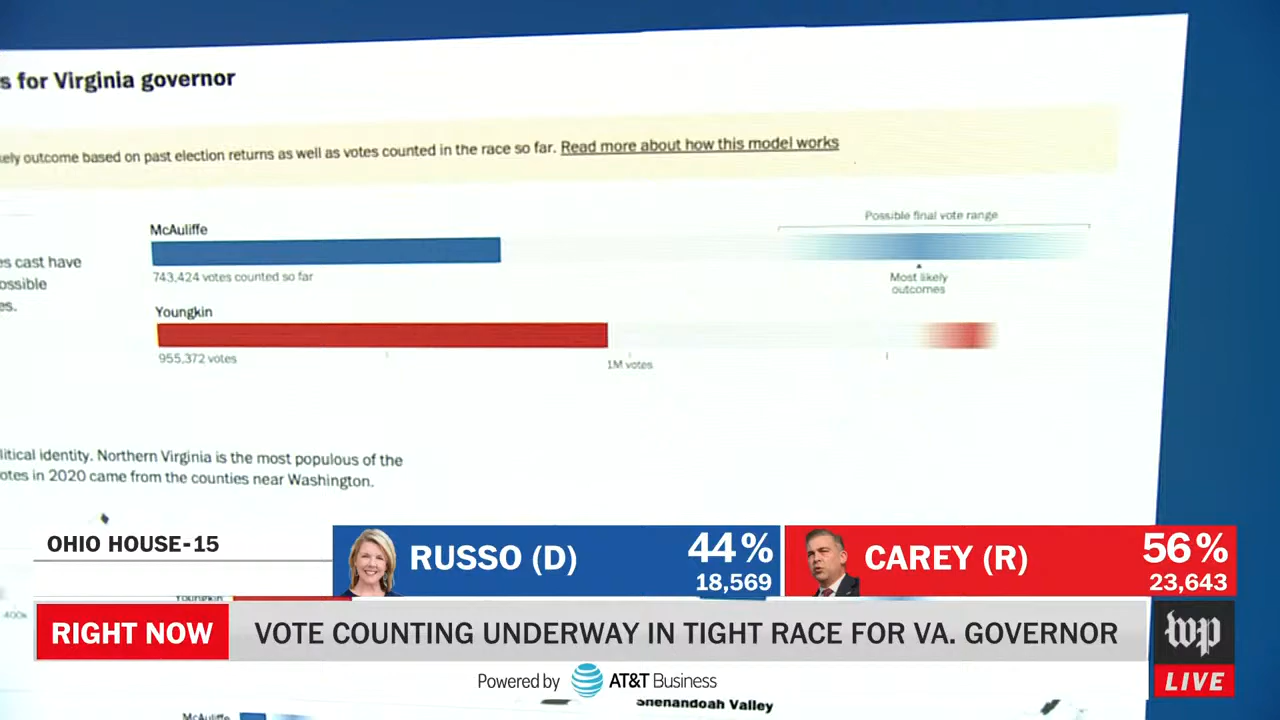 s for Virginia governor
ely outcome based on past election returns as well as votes counted in the race so far. Read more about how this model works
McAuliffe
Possible final vote range
es cast have
743,424 votes counted so far
Most likely
outcomes
ossible
es.
Youngkin
955,372 votes
1M votes
litical identity. Northern Virginia is the most populous of the
otes in 2020 came from the counties near Washington.
OHIO HOUSE-15
RUSSO (D)
44%
18,569
CAREY (R)
56%
23,643
Youngkin
400k
RIGHT NOW
VOTE COUNTING UNDERWAY IN TIGHT RACE FOR VA. GOVERNOR
wp
LIVE
Powered by AT&T Business
Shenandoah Valley
McAuliffe